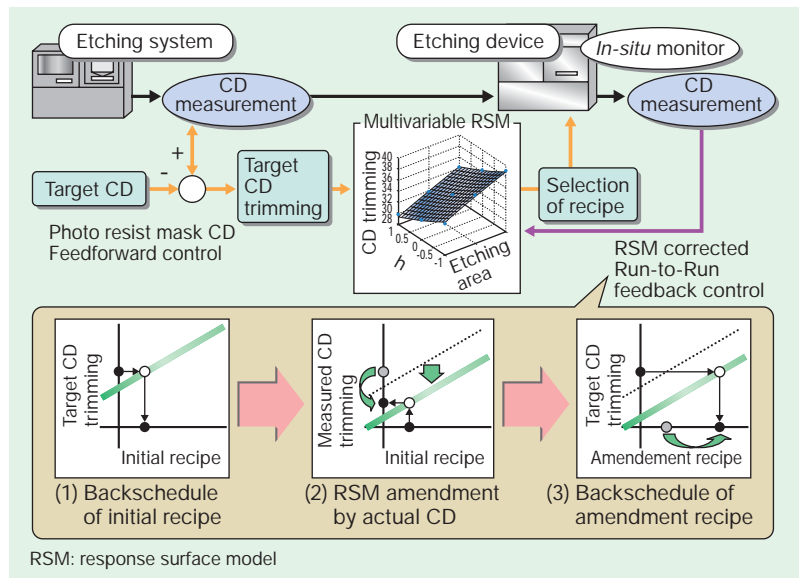 Etching system
Etching device
In-situ monitor
CD
measurement
CD
measurement
+
-
Target CD
Target
CD
trimming
Photo resist mask CD
Feedforward control
Multivariable RSM
CD trimming
40
38
36
34
32
30
28
1
0.5
0
-0.5
-1
h
Etching
area
Selection
of recipe
RSM corrected
Run-to-Run
feedback control
Target CD
trimming
Initial recipe
(1) Backschedule
of initial recipe
Measured CD
trimming
Initial recipe
(2) RSM amendment
by actual CD
Target CD
trimming
Amendement recipe
(3) Backschedule of
amendment recipe
RSM: response surface model